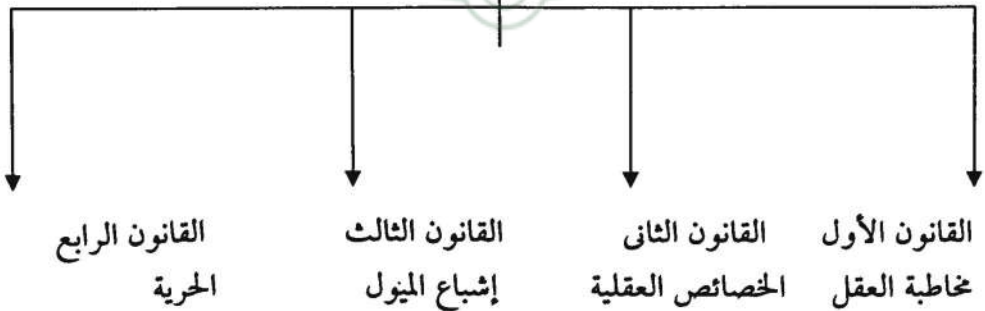 القانون الأول
مخاطبة العقل
القانون الثانى
الخصائص العقلية
القانون الثالث
إشباع الميول
القانون الرابع
الحرية